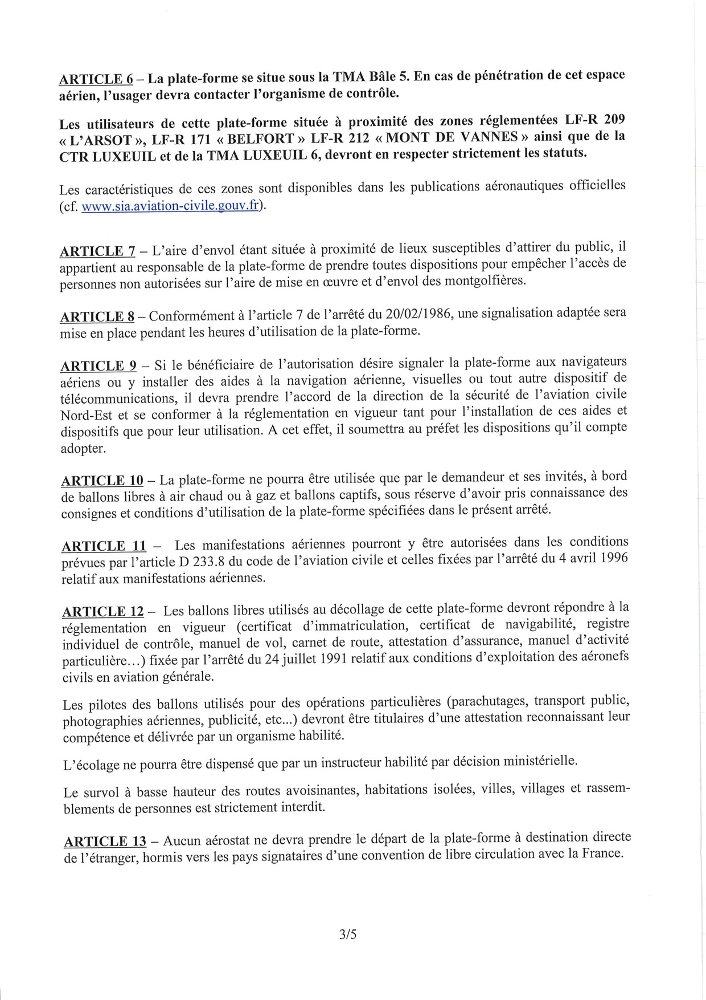 ARTICLE 6 – La plate-forme se situe sous la TMA Bâle 5. En cas de pénétration de cet espace
aérien, l’usager devra contacter l’organisme de contrôle.
Les utilisateurs de cette plate-forme située à proximité des zones réglementées LF-R 209
« L’ARSOT », LF-R 171 « BELFORT » LF-R 212 « MONT DE VANNES » ainsi que de la
CTR LUXEUIL et de la TMA LUXEUIL 6, devront en respecter strictement les statuts.
Les caractéristiques de ces zones sont disponibles dans les publications aéronautiques officielles
(cf. www.sia.aviation-civile.gouv.fr).
ARTICLE 7 – L’aire d’envol étant située à proximité de lieux susceptibles d’attirer du public, il
appartient au responsable de la plate-forme de prendre toutes dispositions pour empêcher l’accès de
personnes non autorisées sur l’aire de mise en œuvre et d’envol des montgolfières.
ARTICLE 8 – Conformément à l’article 7 de l’arrêté du 20/02/1986, une signalisation adaptée sera
mise en place pendant les heures d’utilisation de la plate-forme.
ARTICLE 9 – Si le bénéficiaire de l’autorisation désire signaler la plate-forme aux navigateurs
aériens ou y installer des aides à la navigation aérienne, visuelles ou tout autre dispositif de
télécommunications, il devra prendre l’accord de la direction de la sécurité de l’aviation civile
Nord-Est et se conformer à la réglementation en vigueur tant pour l’installation de ces aides et
dispositifs que pour leur utilisation. A cet effet, il soumettra au préfet les dispositions qu’il compte
adopter.
ARTICLE 10 – La plate-forme ne pourra être utilisée que par le demandeur et ses invités, à bord
de ballons libres à air chaud ou à gaz et ballons captifs, sous réserve d’avoir pris connaissance des
consignes et conditions d’utilisation de la plate-forme spécifiées dans le présent arrêté.
ARTICLE 11 – Les manifestations aériennes pourront y être autorisées dans les conditions
prévues par l’article D 233.8 du code de l’aviation civile et celles fixées par l’arrêté du 4 avril 1996
relatif aux manifestations aériennes.
ARTICLE 12 – Les ballons libres utilisés au décollage de cette plate-forme devront répondre à la
réglementation en vigueur (certificat d’immatriculation, certificat de navigabilité, registre
individuel de contrôle, manuel de vol, carnet de route, attestation d’assurance, manuel d’activité
particulière…) fixée par l’arrêté du 24 juillet 1991 relatif aux conditions d’exploitation des aéronefs
civils en aviation générale.
Les pilotes des ballons utilisés pour des opérations particulières (parachutages, transport public,
photographies aériennes, publicité, etc...) devront être titulaires d’une attestation reconnaissant leur
compétence et délivrée par un organisme habilité.
L’écolage ne pourra être dispensé que par un instructeur habilité par décision ministérielle.
Le survol à basse hauteur des routes avoisinantes, habitations isolées, villes, villages et rassem-
blements de personnes est strictement interdit.
ARTICLE 13 – Aucun aérostat ne devra prendre le départ de la plate-forme à destination directe
de l’étranger, hormis vers les pays signataires d’une convention de libre circulation avec la France.
3/5